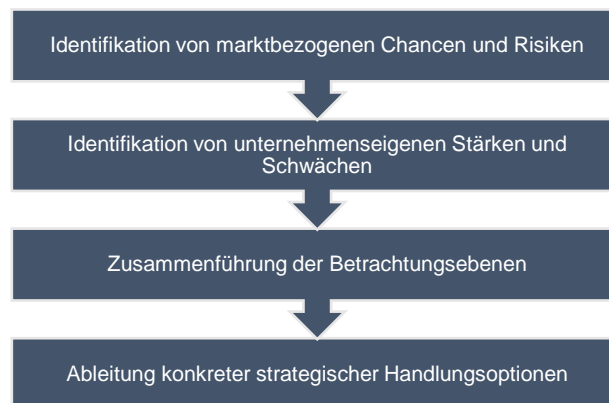 Identifikation von marktbezogenen Chancen und Risiken
Identifikation von unternehmenseigenen Stärken und
Schwächen
Zusammenführung der Betrachtungsebenen
Ableitung konkreter strategischer Handlungsoptionen